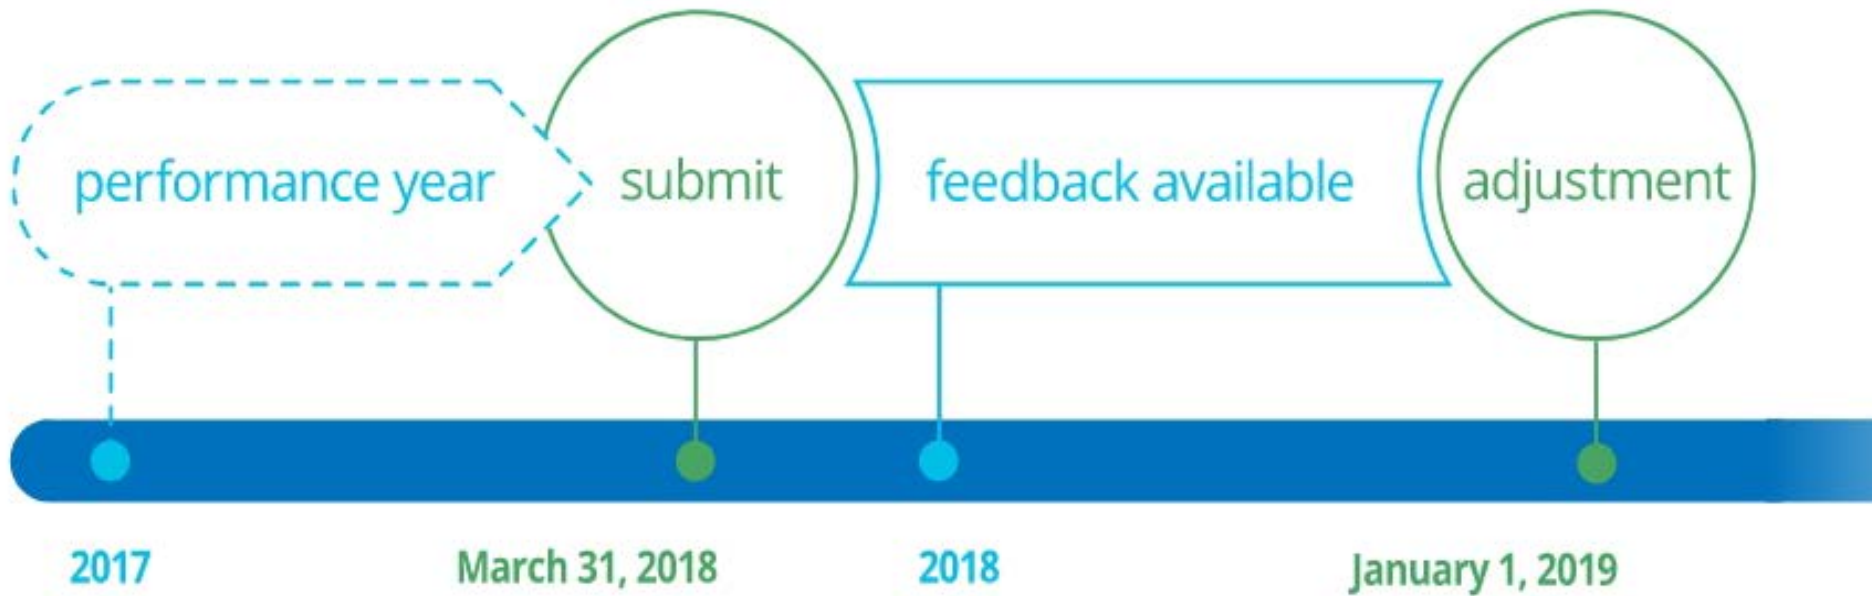 performance year
submit
feedback available
adjustment
2017
March 31, 2018
2018
January 1, 2019